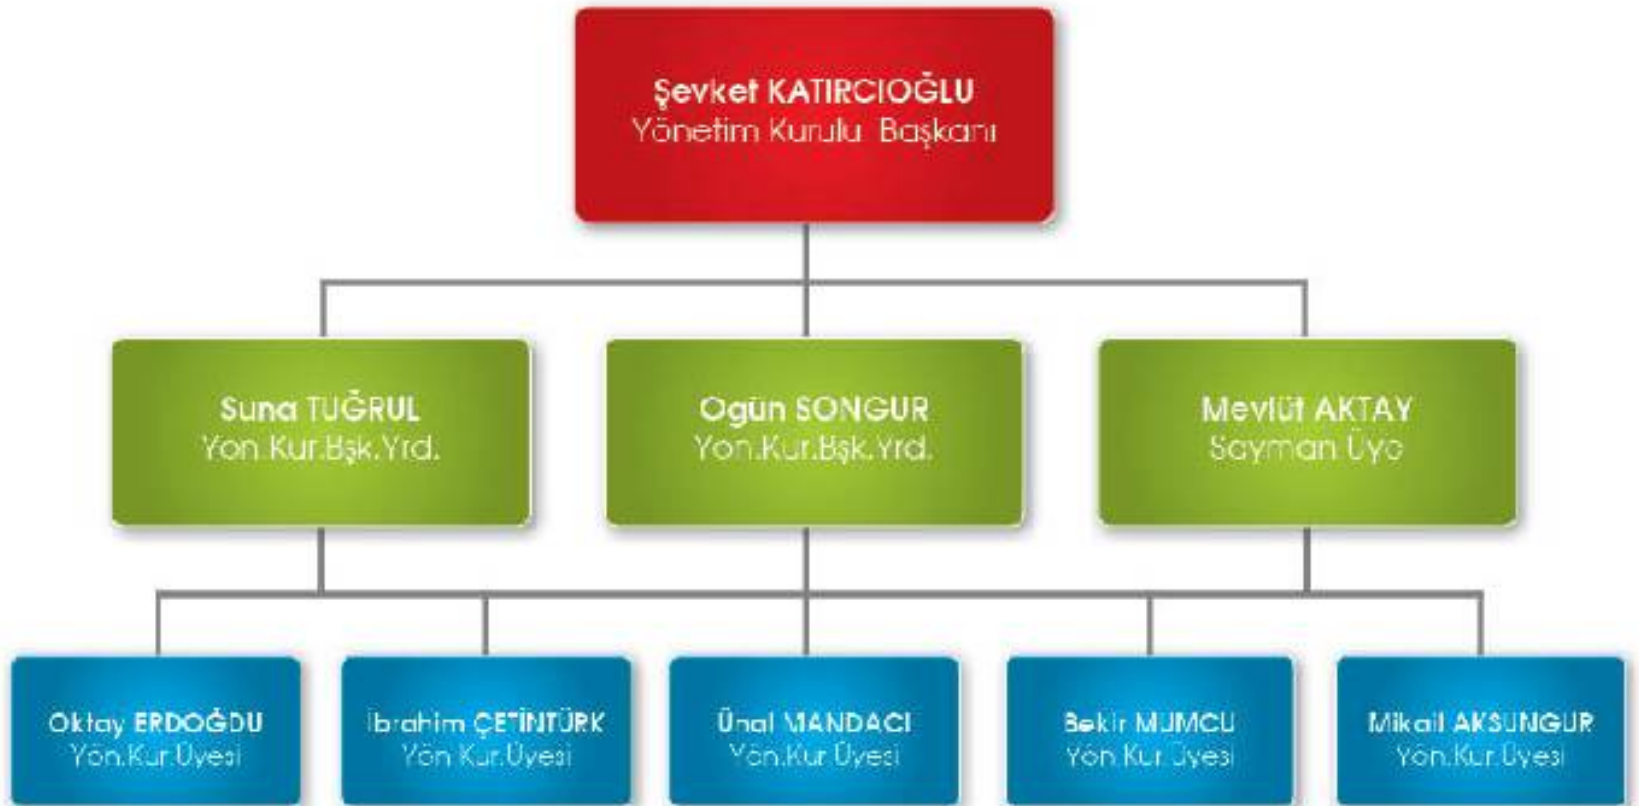 Şevket KATIRCIOĞLU
Yönetim Kurulu Başkanı
Suna TUĞRUL
Yön.Kur.Bşk.Yrd.
Ogün SONGUR
Yön.Kur.Bşk.Yrd.
Mevlüt AKTAY
Sayman Üye
Oktay ERDOĞDU
Yön.Kur.Üyesi
İbrahim ÇETİNTÜRK
Yön.Kur.Üyesi
Ünal MANDACI
Yön.Kur.Üyesi
Bekir MUMCU
Yön.Kur.Üyesi
Mikail AKSUNGUR
Yön.Kur.Üyesi